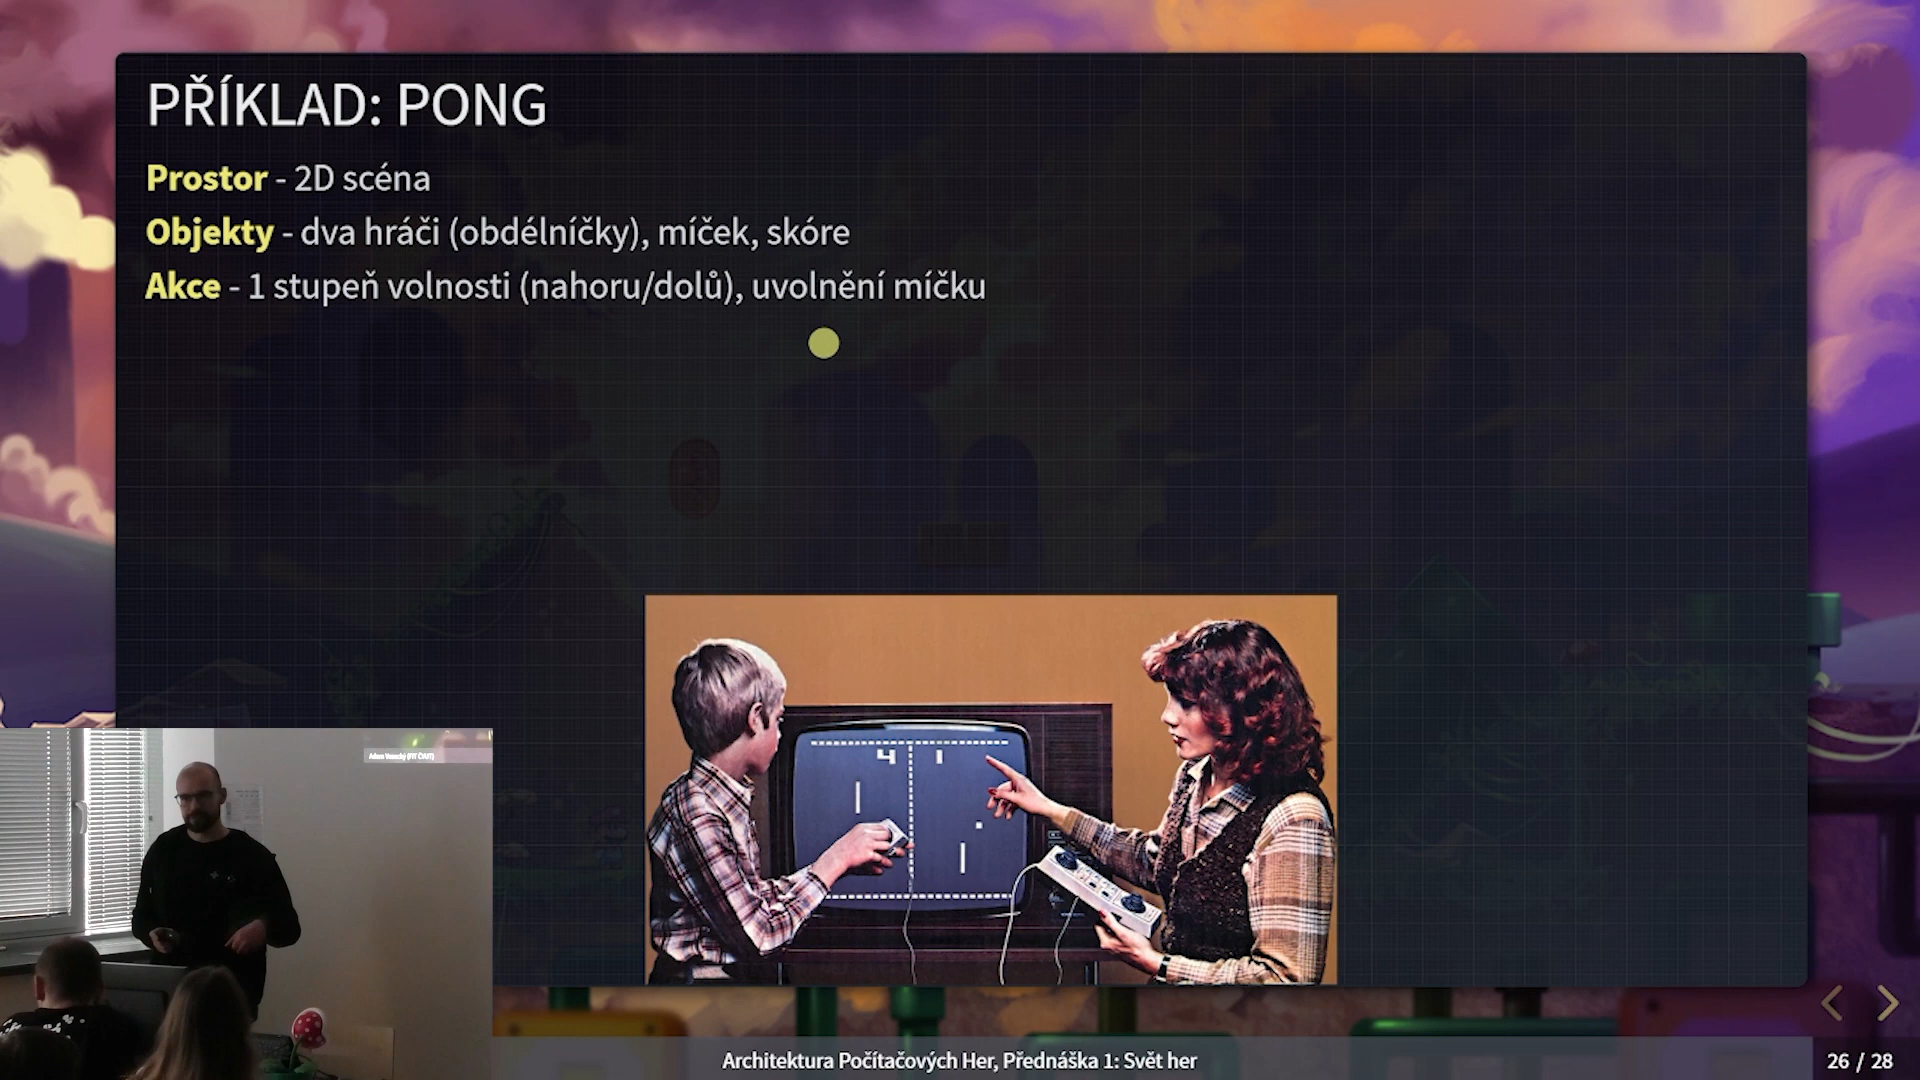 PŘÍKLAD: PONG
Prostor - 2D scéna
Objekty - dva hráči (obdélníčky), míček, skóre
Akce - 1 stupeň volnosti (nahoru/dolů), uvolnění míčku
4 1
Architektura Počítačových Her, Přednáška 1: Svět her
26 / 28